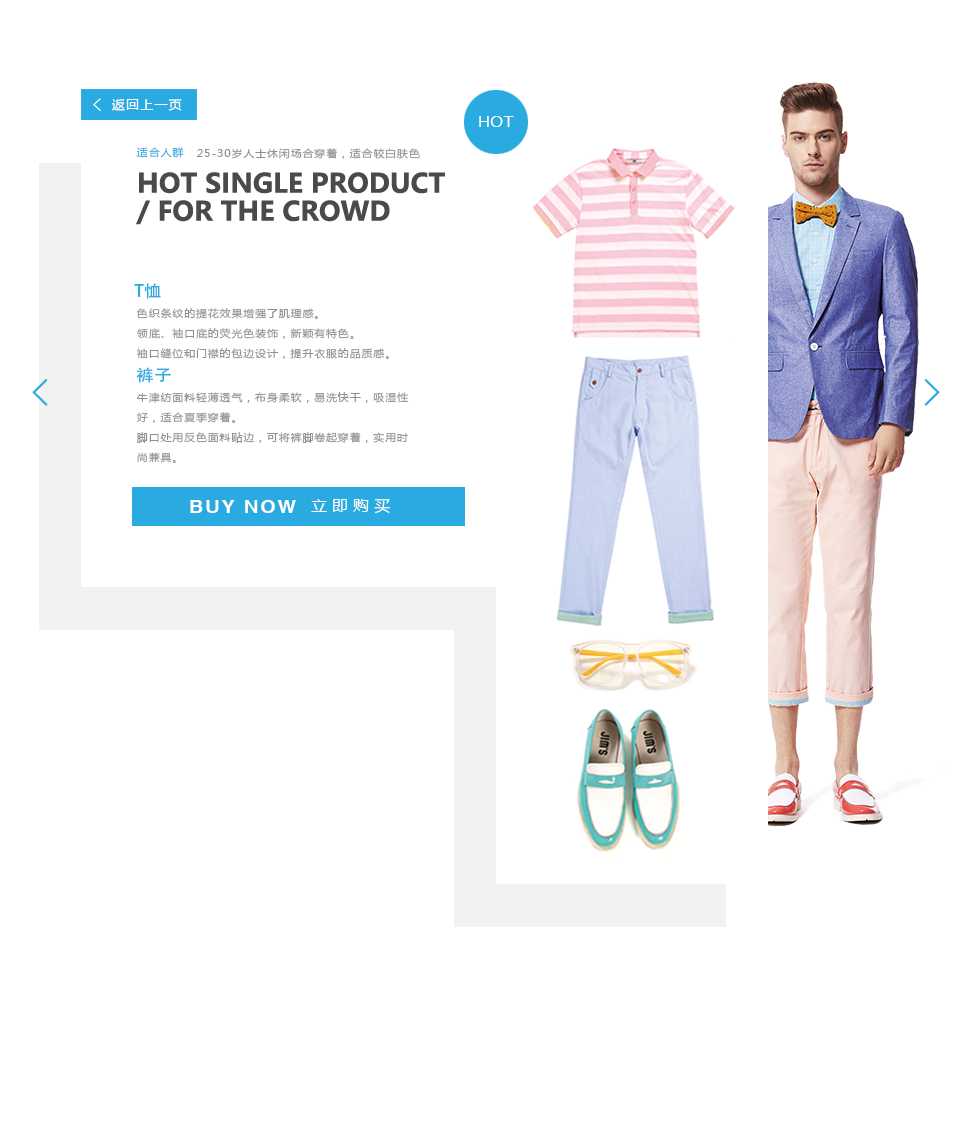 返回上一页
HOT
适合人群 25-30岁人士休闲场合穿着，适合较白肤色
HOT SINGLE PRODUCT
/ FOR THE CROWD
T恤
色织条纹的提花效果增强了肌理感。
领底、袖口底的荧光色装饰，新颖有特色。
袖口缝位和门襟的包边设计，提升衣服的品质感。
裤子
牛津纺面料轻薄透气，布身柔软，易洗快干，吸湿性
好，适合夏季穿着。
脚口处用反色面料贴边，可将裤脚卷起穿着，实用时
尚兼具。
BUY NOW 立即购买
JIM'S
JIM'S